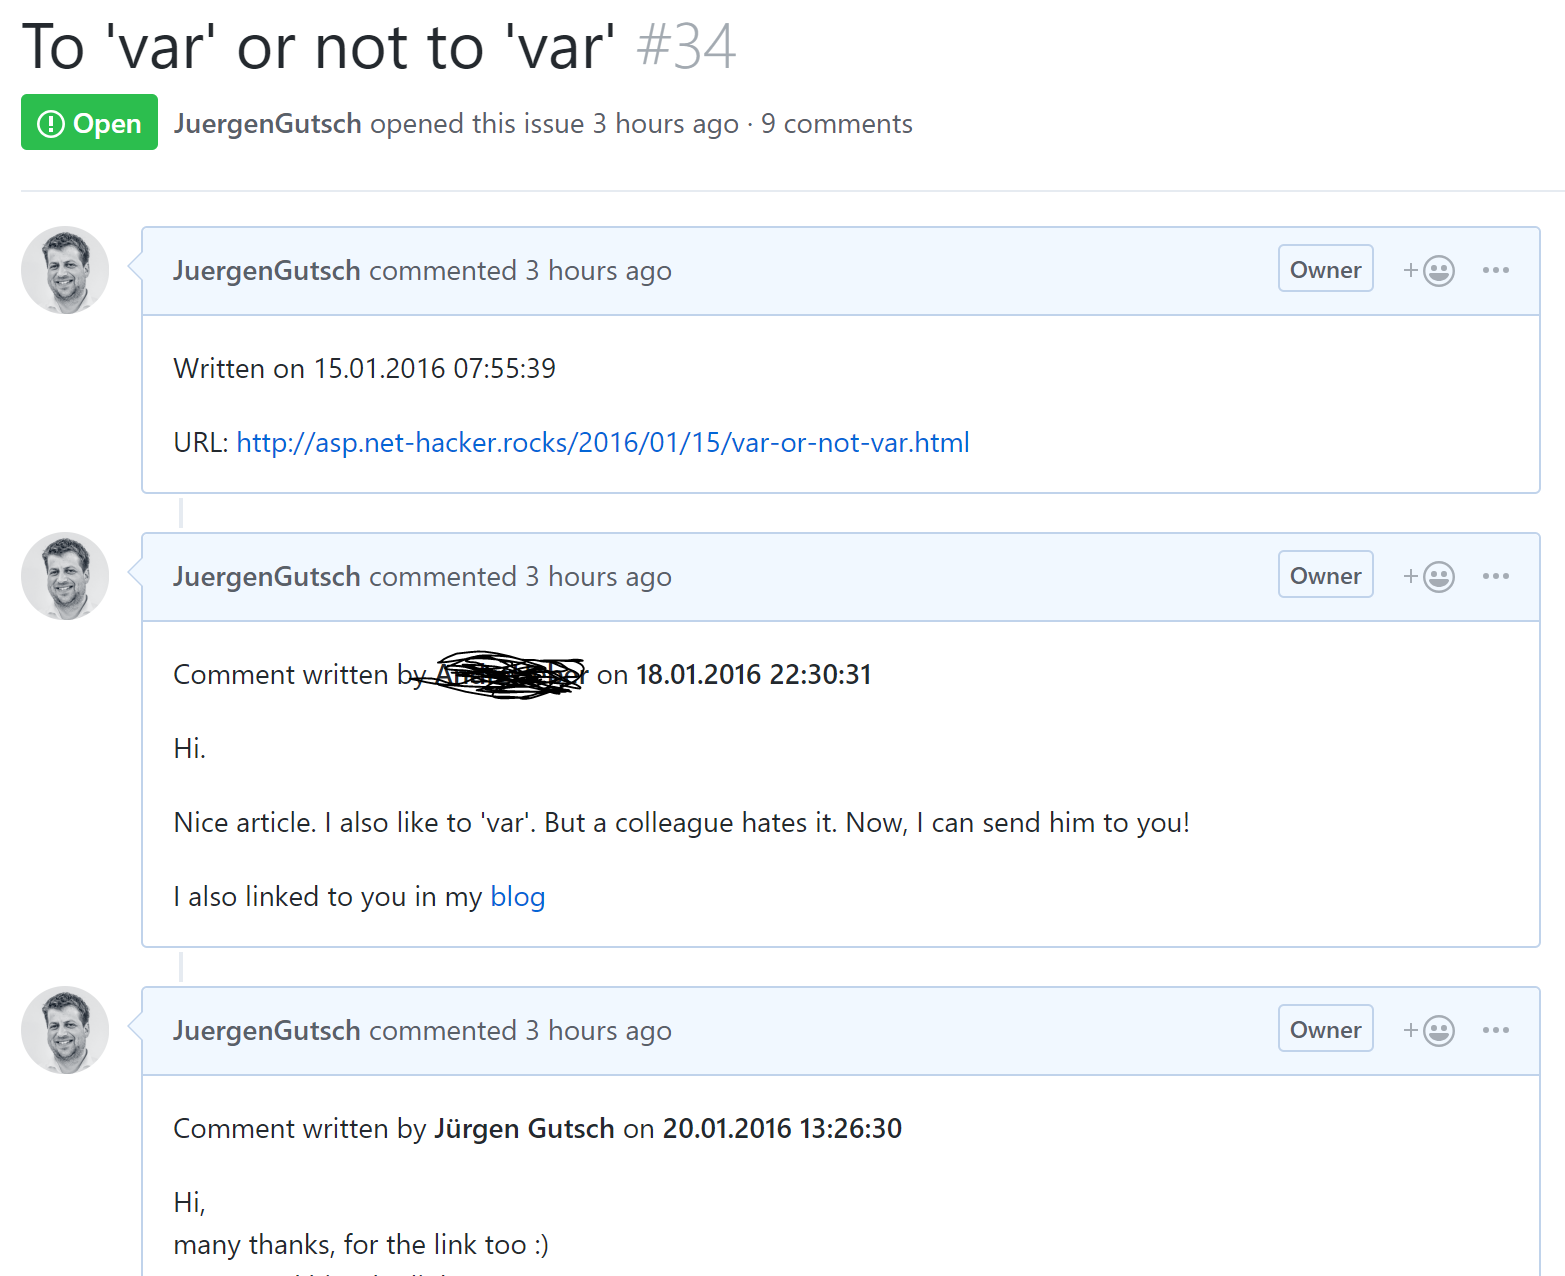 To 'var' or not to 'var' #34
Open JuergenGutsch opened this issue 3 hours ago · 9 comments
JuergenGutsch commented 3 hours ago Owner
Written on 15.01.2016 07:55:39
URL: http://asp.net-hacker.rocks/2016/01/15/var-or-not-var.html
JuergenGutsch commented 3 hours ago Owner
Comment written by on 18.01.2016 22:30:31
Hi.
Nice article. I also like to 'var'. But a colleague hates it. Now, I can send him to you!
I also linked to you in my blog
JuergenGutsch commented 3 hours ago Owner
Comment written by Jürgen Gutsch on 20.01.2016 13:26:30
Hi,
many thanks, for the link too :)